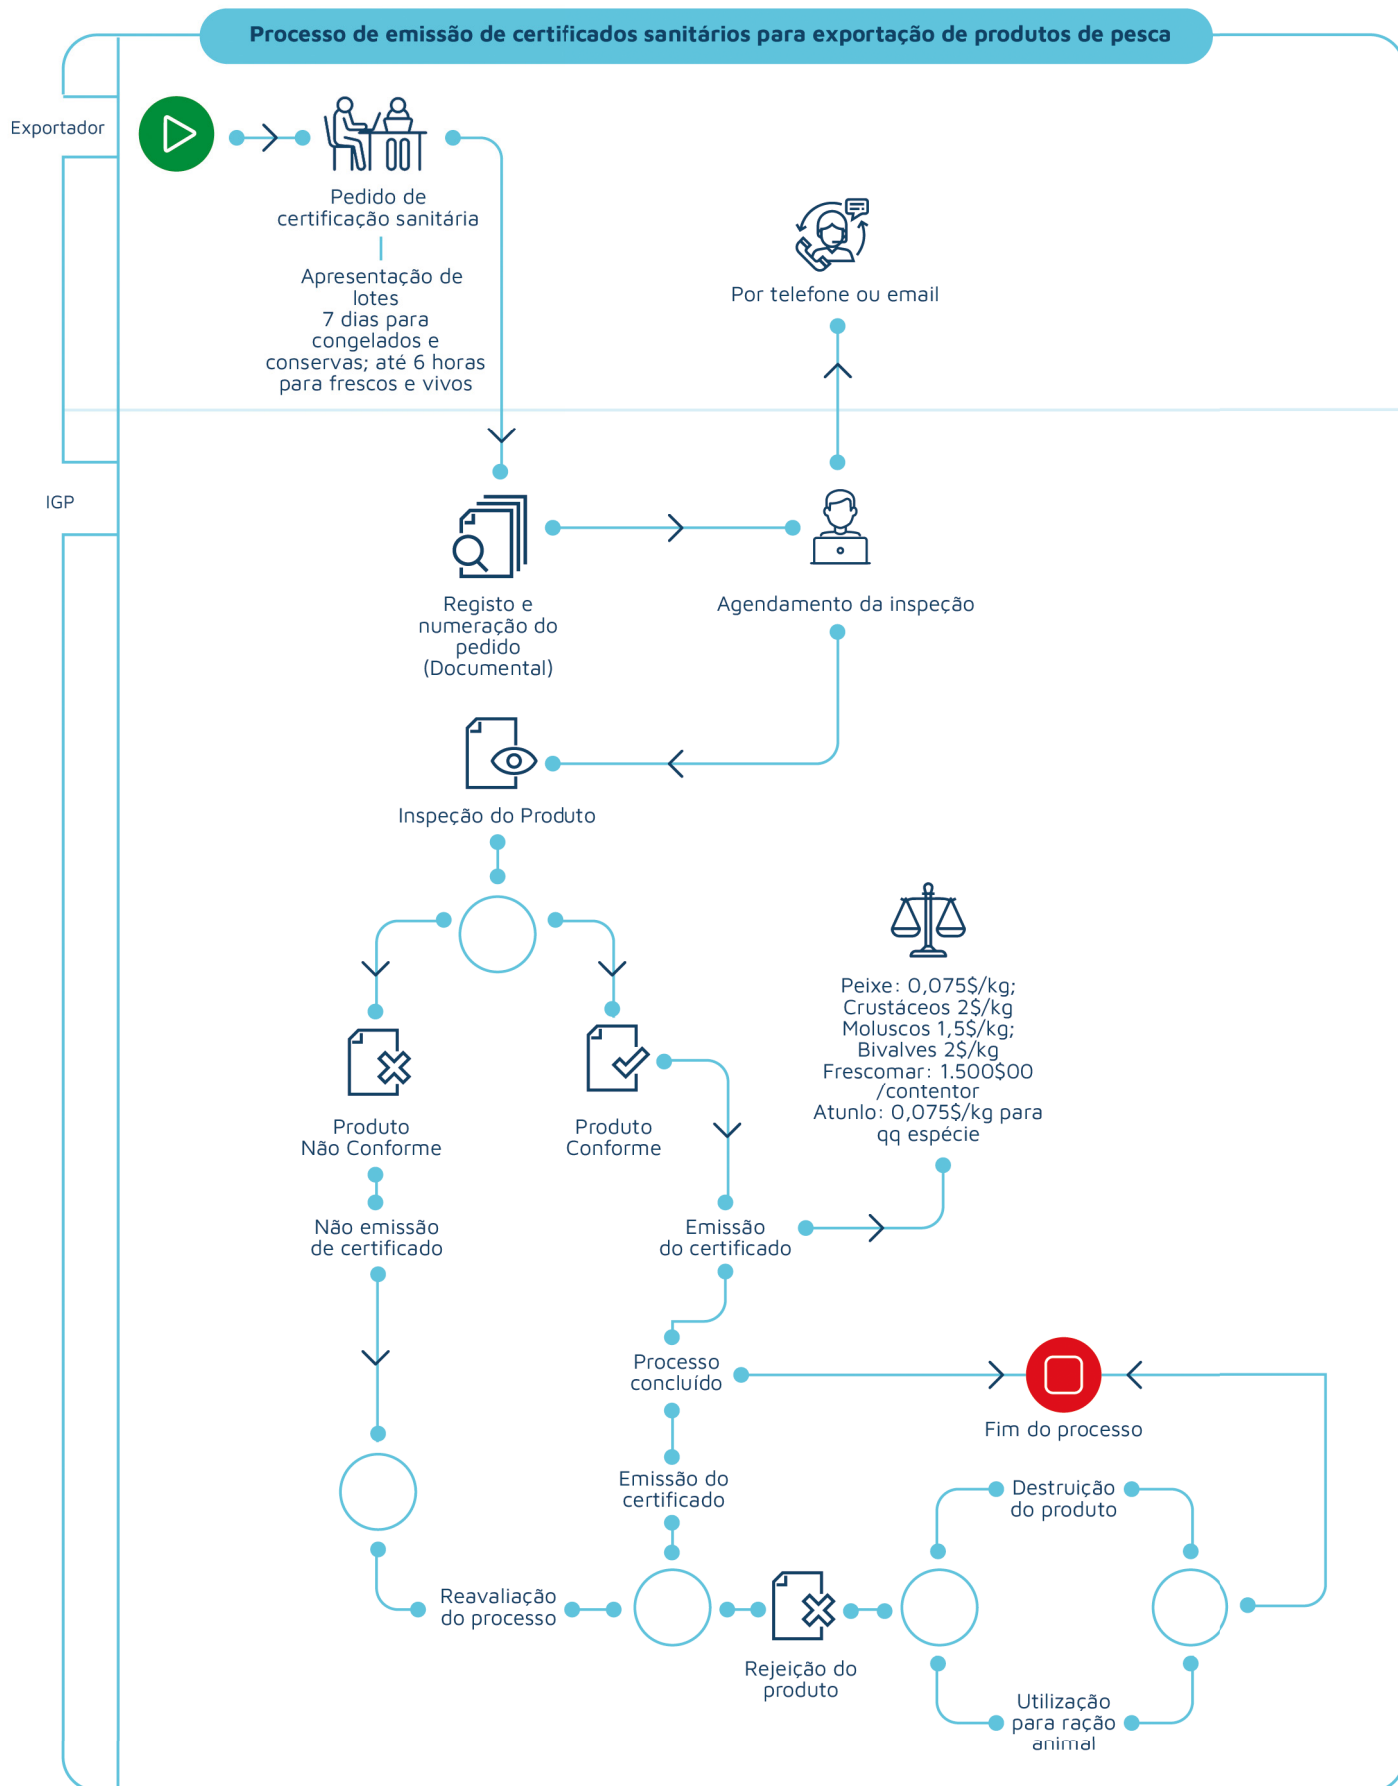 Processo de emissão de certificados sanitários para exportação de produtos de pesca
Exportador
Pedido de
certificação sanitária
Apresentação de
lotes
7 dias para
congelados e
conservas; até 6 horas
para frescos e vivos
Por telefone ou email
IGP
Registo e
numeração do
pedido
(Documental)
Agendamento da inspeção
Inspeção do Produto
Peixe: 0,075$/kg;
Crustáceos 2$/kg
Moluscos 1,5$/kg;
Bivalves 2$/kg
Frescomar: 1.500$00
/contentor
Atunlo: 0,075$/kg para
qq espécie
Produto
Não Conforme
Produto
Conforme
Não emissão
de certificado
Emissão
do certificado
Processo
concluído
Fim do processo
Emissão do
certificado
Destruição
do produto
Reavaliação
do processo
Rejeição do
produto
Utilização
para ração
animal